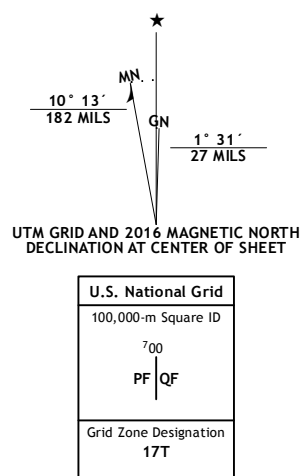 ★
MN
GN
10° 13´
182 MILS
1° 31´
27 MILS
UTM GRID AND 2016 MAGNETIC NORTH
DECLINATION AT CENTER OF SHEET
U.S. National Grid
100,000-m Square ID
⁷00
PF QF
Grid Zone Designation
17T